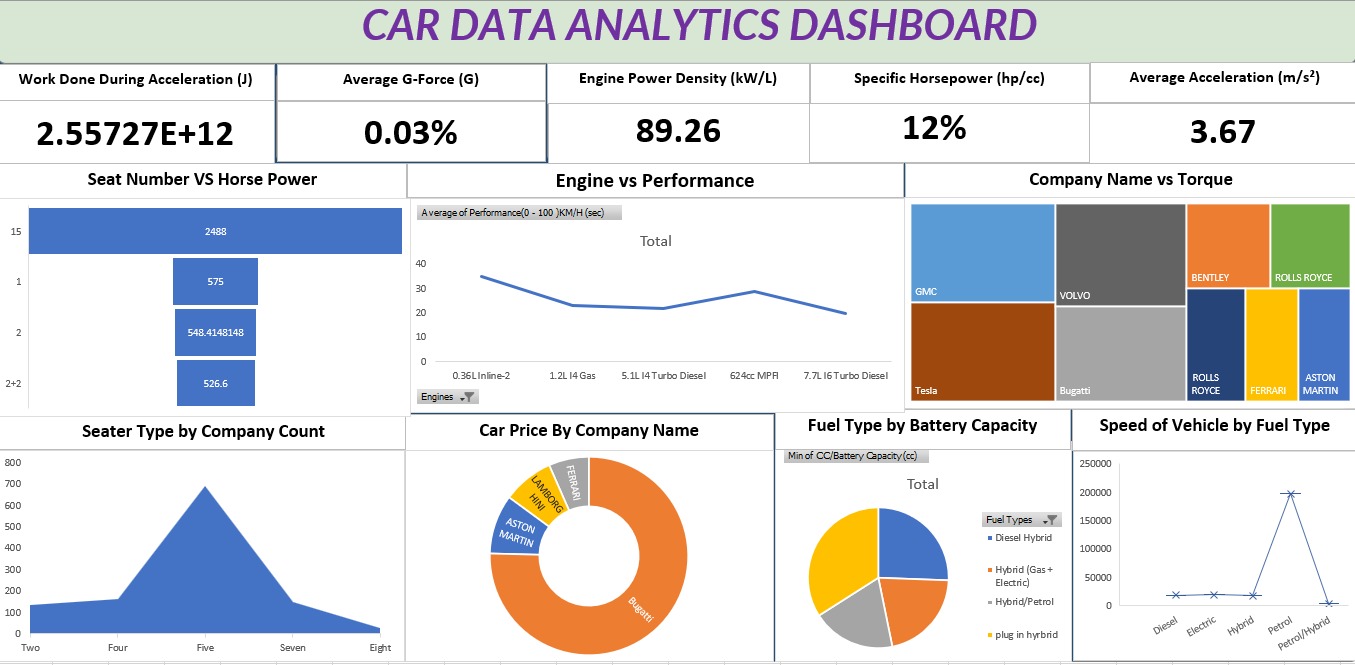 CAR DATA ANALYTICS DASHBOARD
Work Done During Acceleration (J)
2.55727E+12
Average G-Force (G)
0.03%
Engine Power Density (kW/L)
89.26
Specific Horsepower (hp/cc)
12%
Average Acceleration (m/s²)
3.67
Seat Number VS Horse Power
15
2488
1
575
2
548.4148148
2+2
526.6
Engine vs Performance
Average of Performance(0 - 100 )KM/H (sec)
Total
40
30
20
10
0
0.36L Inline-2
1.2L I4 Gas
5.1L I4 Turbo Diesel
624cc MPFI
7.7L I6 Turbo Diesel
Engines
Company Name vs Torque
GMC
Tesla
VOLVO
Bugatti
BENTLEY
ROLLS ROYCE
ROLLS
ROYCE
FERRARI
ASTON
MARTIN
Seater Type by Company Count
800
700
600
500
400
300
200
100
0
Two
Four
Five
Seven
Eight
Car Price By Company Name
FERRARI
LAMBORG
HINI
ASTON
MARTIN
Bugatti
Fuel Type by Battery Capacity
Min of CC/Battery Capacity(cc)
Total
Fuel Types
Diesel Hybrid
Hybrid (Gas +
Electric)
Hybrid/Petrol
plug in hyrbrid
Speed of Vehicle by Fuel Type
250000
200000
150000
100000
50000
0
Diesel
Electric
Hybrid
Petrol
Petrol/Hybrid